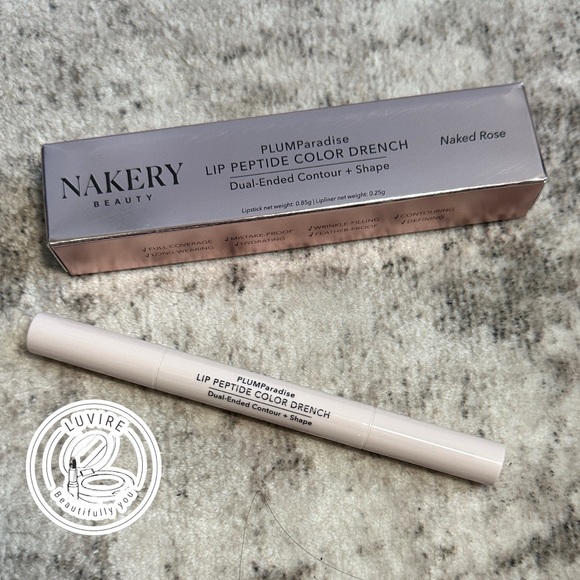 PLUMParadise
LIP PEPTIDE COLOR DRENCH
Dual-Ended Contour + Shape
Naked Rose
NAKERY
BEAUTY
Lipstick net weight: 0.85g | Lipliner net weight: 0.25g
✓FULL COVERAGE ✓MISTAKE-PROOF ✓WRINKLE-FILLING ✓CONTOURING
✓LONG-WEARING ✓HYDRATING ✓FEATHER-PROOF ✓DEFINING
PLUMParadise
LIP PEPTIDE COLOR DRENCH
Dual-Ended Contour + Shape
LUVIRE
Beautifully you